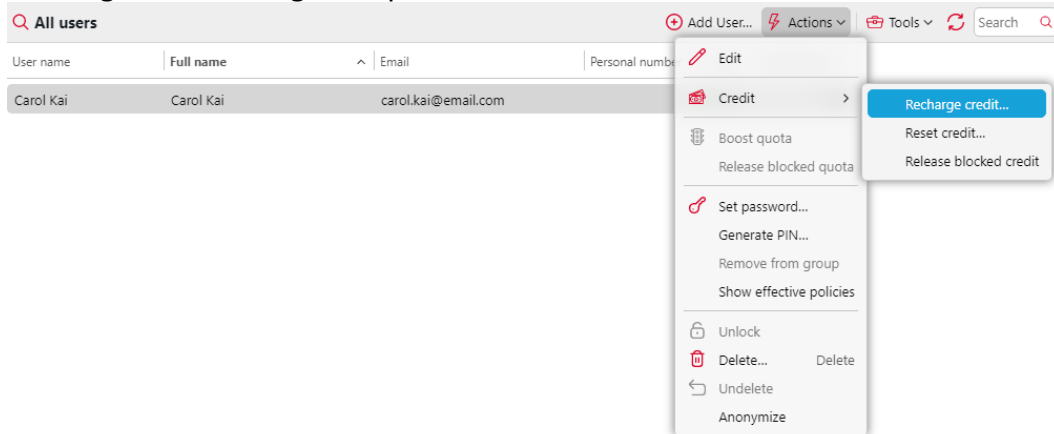 All users
Add User...
Actions
Tools
Search
User name
Full name
Email
Personal numbe
Carol Kai
Carol Kai
carol.kai@email.com
Edit
Credit
Recharge credit...
Reset credit...
Release blocked credit
Boost quota
Release blocked quota
Set password...
Generate PIN...
Remove from group
Show effective policies
Unlock
Delete... Delete
Undelete
Anonymize